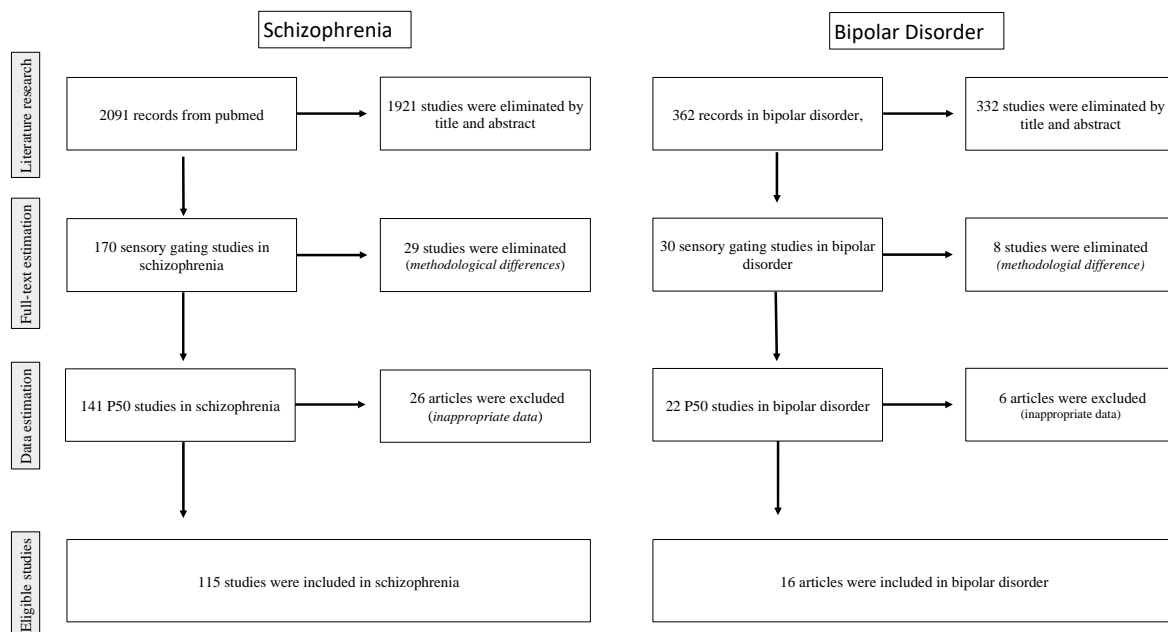 Schizophrenia
Bipolar Disorder
Literature research
2091 records from pubmed
1921 studies were eliminated by
title and abstract
362 records in bipolar disorder,
332 studies were eliminated by
title and abstract
Full-text estimation
170 sensory gating studies in
schizophrenia
29 studies were eliminated
(methodological differences)
30 sensory gating studies in bipolar
disorder
8 studies were eliminated
(methodologial difference)
Data estimation
141 P50 studies in schizophrenia
26 articles were excluded
(inappropriate data)
22 P50 studies in bipolar disorder
6 articles were excluded
(inappropriate data)
Eligible studies
115 studies were included in schizophrenia
16 articles were included in bipolar disorder